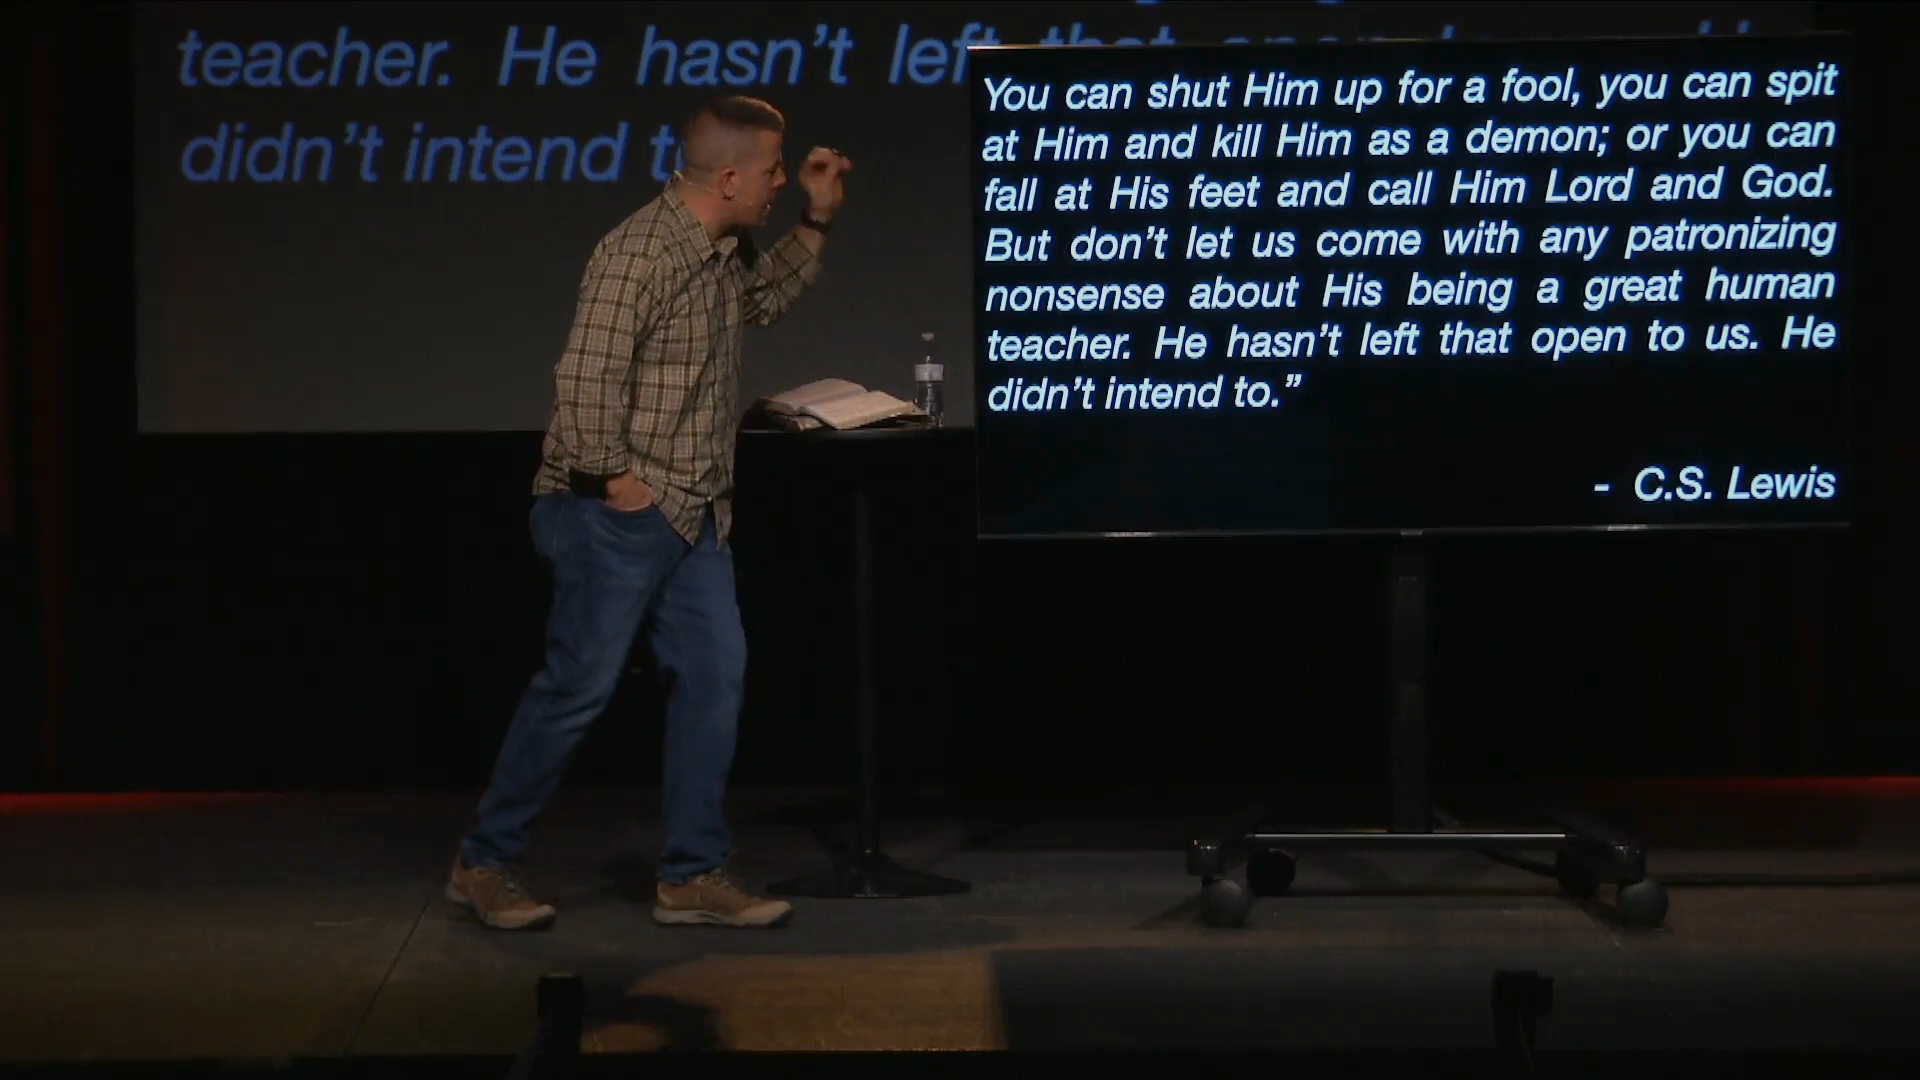 teacher. He hasn't left that open
didn't intend
You can shut Him up for a fool, you can spit
at Him and kill Him as a demon; or you can
fall at His feet and call Him Lord and God.
But don't let us come with any patronizing
nonsense about His being a great human
teacher. He hasn't left that open to us. He
didn't intend to.”
- C.S. Lewis